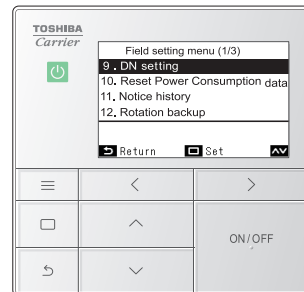 TOSHIBA
Carrier
Field setting menu (1/3)
9. DN setting
10. Reset Power Consumption data
11. Notice history
12. Rotation backup
Return Set
ON/OFF